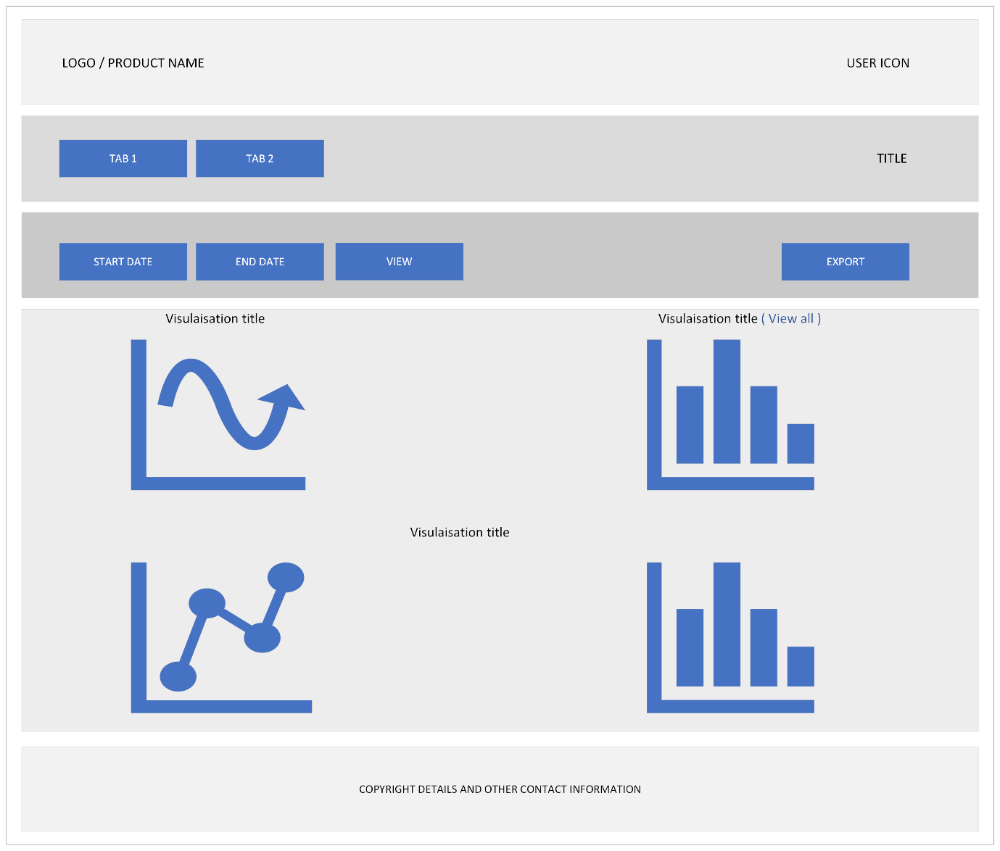 LOGO / PRODUCT NAME
USER ICON
TAB 1
TAB 2
TITLE
START DATE
END DATE
VIEW
EXPORT
Visulaisation title
Visulaisation title ( View all )
Visulaisation title
COPYRIGHT DETAILS AND OTHER CONTACT INFORMATION